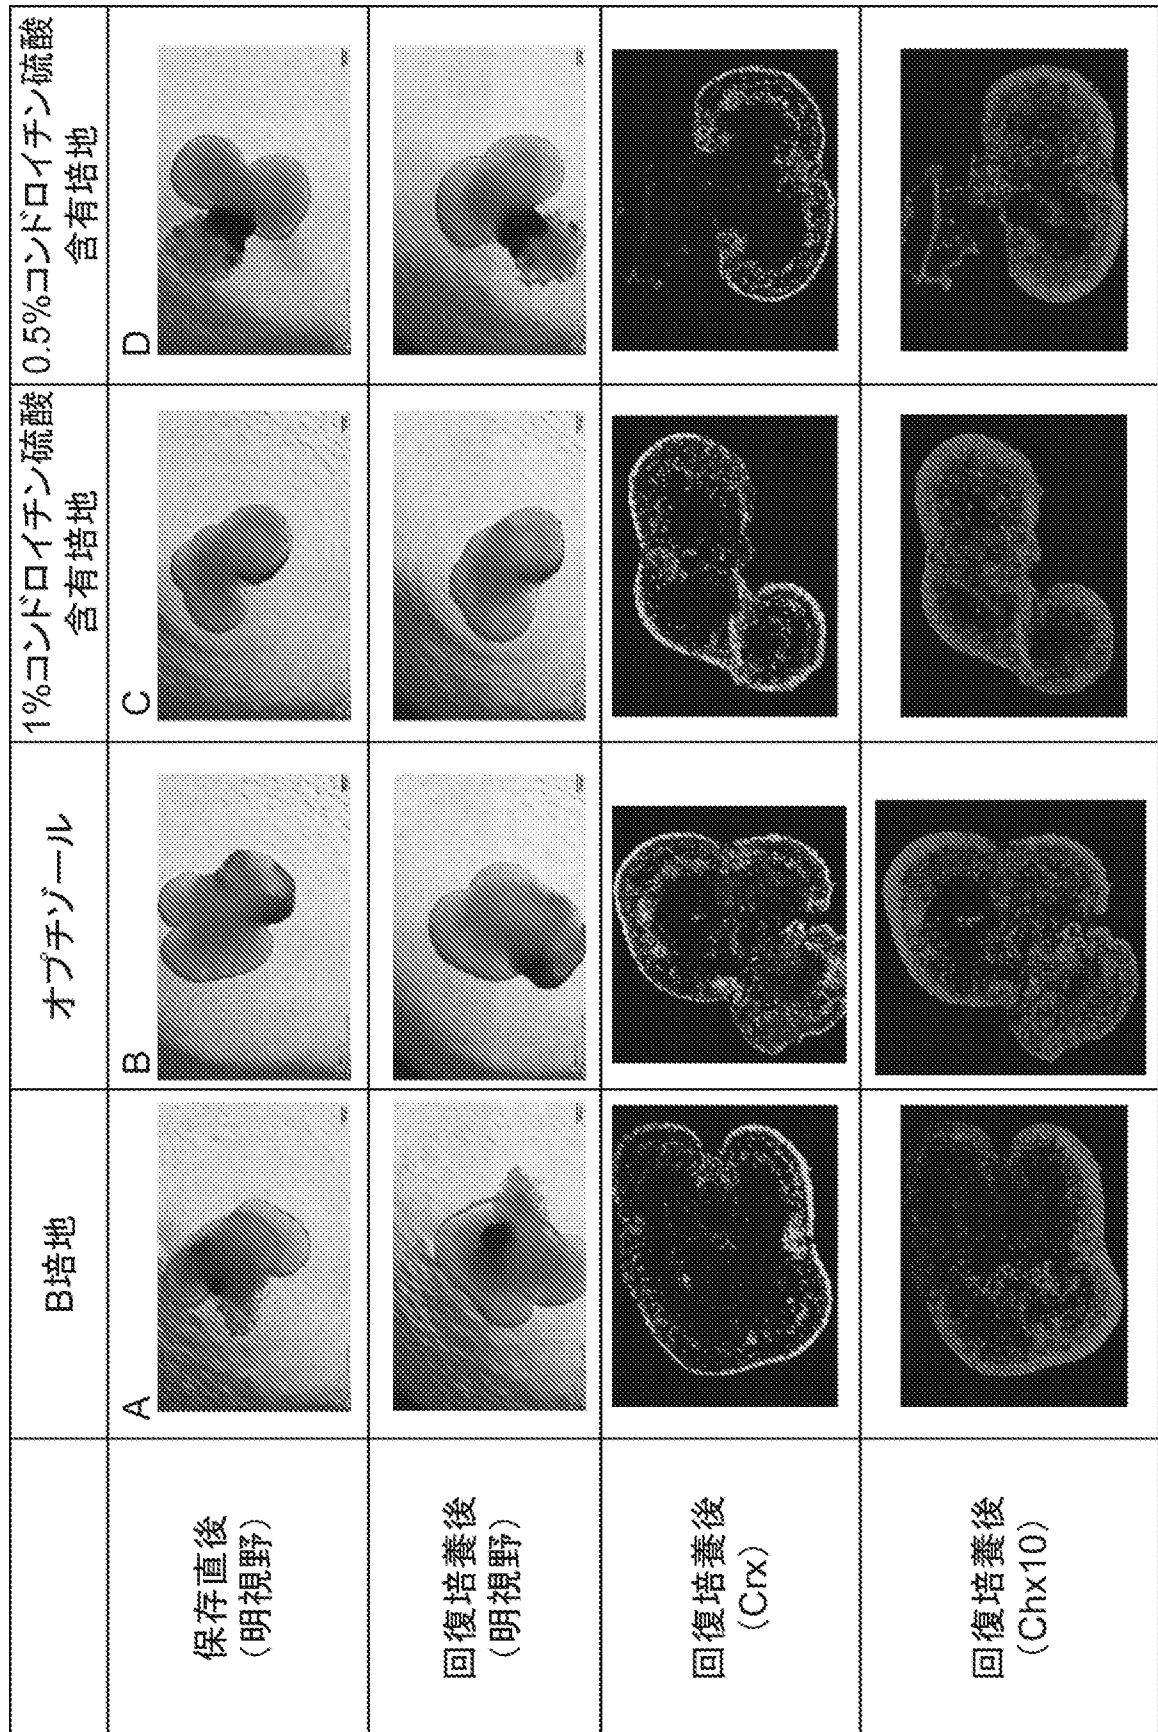 B培地
オプチゾール
1%コンドロイチン硫酸
含有培地
0.5%コンドロイチン硫酸
含有培地
保存直後
(明視野)
A
B
C
D
回復培養後
(明視野)
回復培養後
(Crx)
回復培養後
(Chx10)